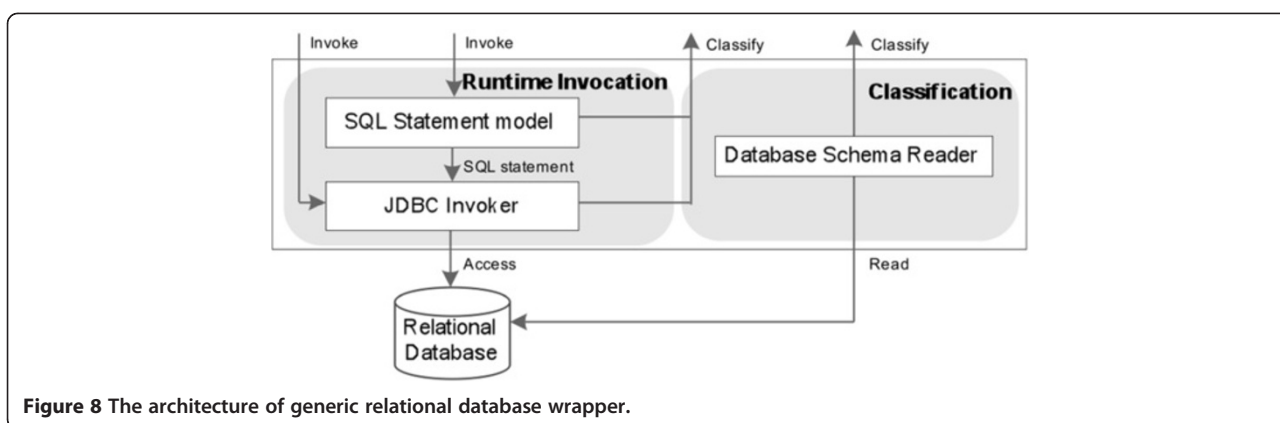 Invoke
Invoke
Classify
Classify
Runtime Invocation
Classification
SQL Statement model
Database Schema Reader
SQL statement
JDBC Invoker
Access
Read
Relational
Database
Figure 8 The architecture of generic relational database wrapper.